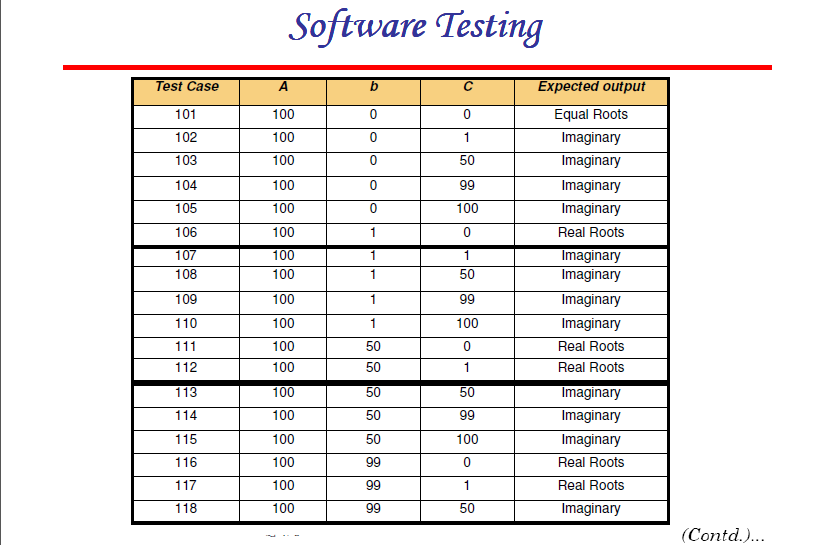 Software Testing
Test Case A b C Expected output
101 100 0 0 Equal Roots
102 100 0 1 Imaginary
103 100 0 50 Imaginary
104 100 0 99 Imaginary
105 100 0 100 Imaginary
106 100 1 0 Real Roots
107 100 1 1 Imaginary
108 100 1 50 Imaginary
109 100 1 99 Imaginary
110 100 1 100 Imaginary
111 100 50 0 Real Roots
112 100 50 1 Real Roots
113 100 50 50 Imaginary
114 100 50 99 Imaginary
115 100 50 100 Imaginary
116 100 99 0 Real Roots
117 100 99 1 Real Roots
118 100 99 50 Imaginary
(Contd.)...